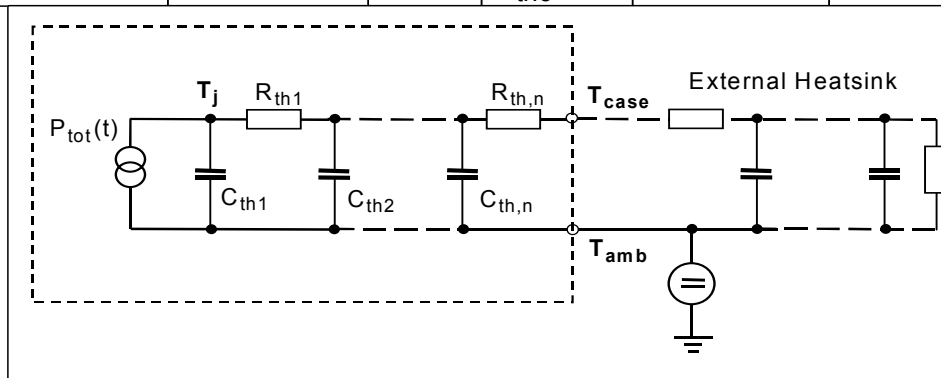 T_j
R_th1
R_th,n
T_case
External Heatsink
P_tot(t)
C_th1
C_th2
C_th,n
T_amb